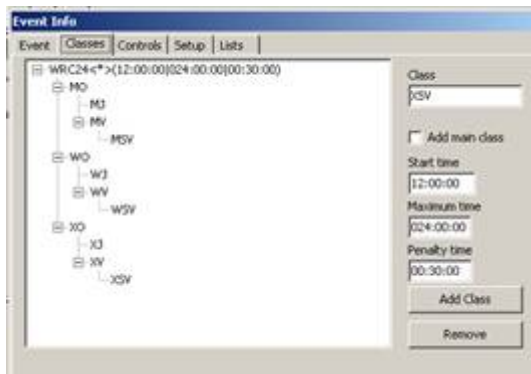 Event Info
Event Classes Controls Setup Lists
WRC24<*>(12:00:00|024:00:00|00:30:00)
MO
MJ
MV
MSV
WO
WJ
WV
WSV
XO
XJ
XV
XSV
Class
XSV
Add main class
Start time
12:00:00
Maximum time
024:00:00
Penalty time
00:30:00
Add Class
Remove